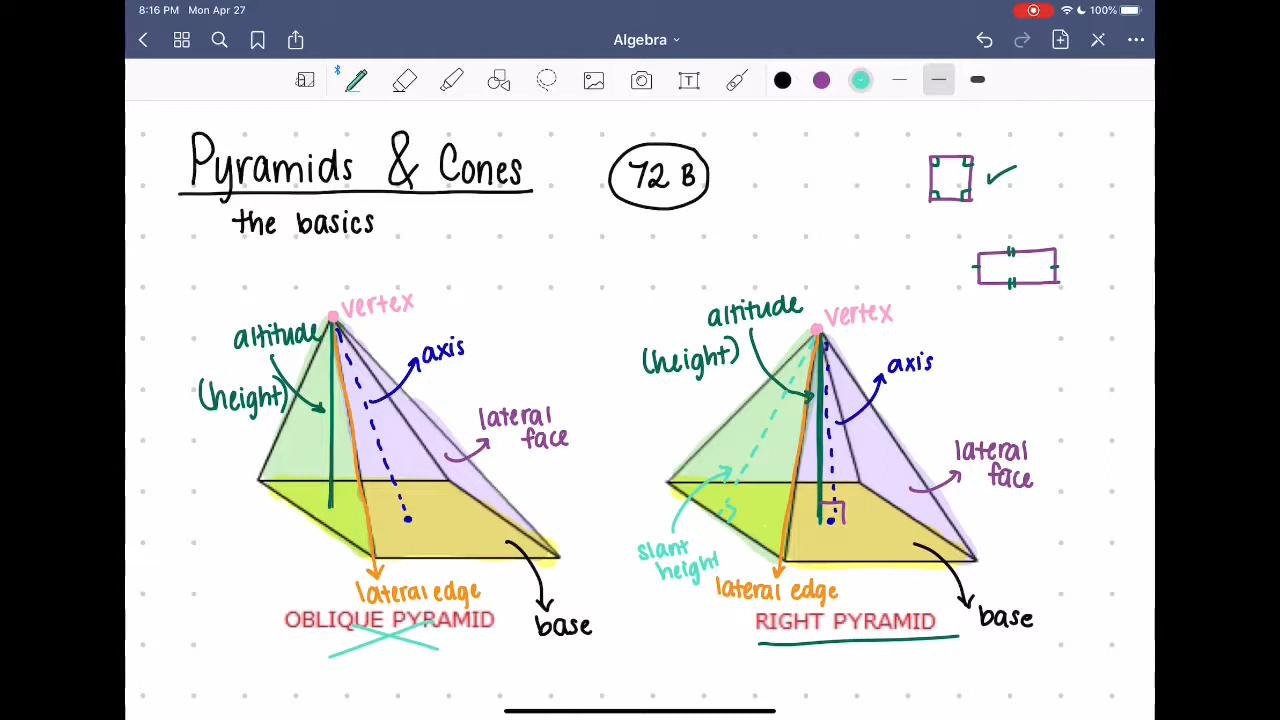 8:16 PM Mon Apr 27
100%
Algebra
T
Pyramids & Cones
72 B
the basics
vertex
altitude
(height)
axis
lateral
face
lateral edge
OBLIQUE PYRAMID
base
vertex
altitude
(height)
axis
lateral
face
slant
height
lateral edge
RIGHT PYRAMID
base